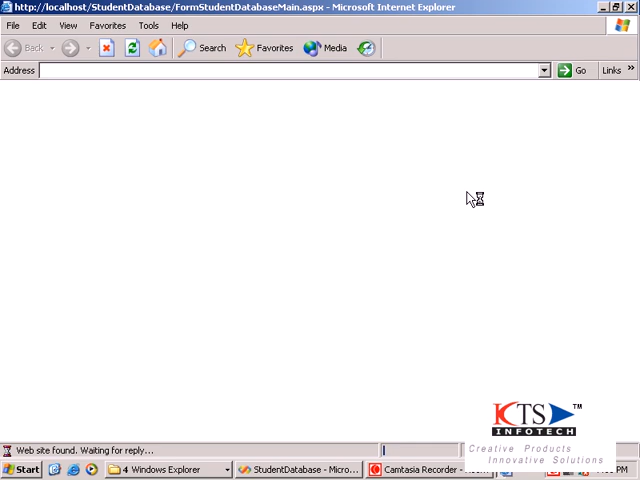 http://localhost/StudentDatabase/FormStudentDatabaseMain.aspx - Microsoft Internet Explorer
File Edit View Favorites Tools Help
Back Search Favorites Media
Address Go Links »
KTS TM
INFOTECH
Creative Products
Innovative Solutions
Web site found. Waiting for reply...
Start 4 Windows Explorer StudentDatabase - Micro... Camtasia Recorder - PM